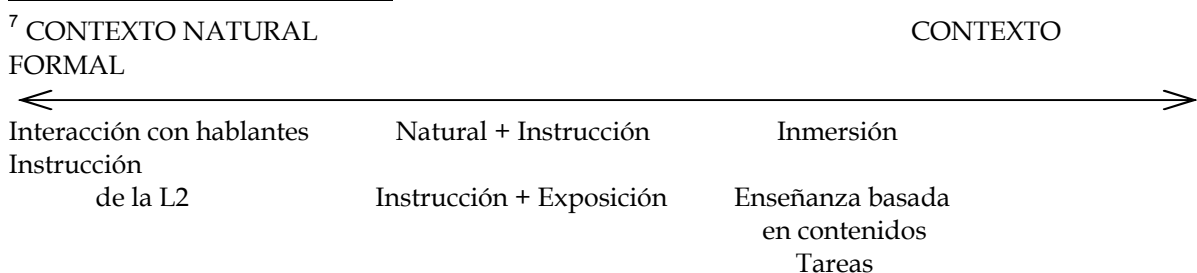 7 CONTEXTO NATURAL CONTEXTO
FORMAL
Interacción con hablantes Natural + Instrucción Inmersión
Instrucción
de la L2 Instrucción + Exposición Enseñanza basada
en contenidos
Tareas